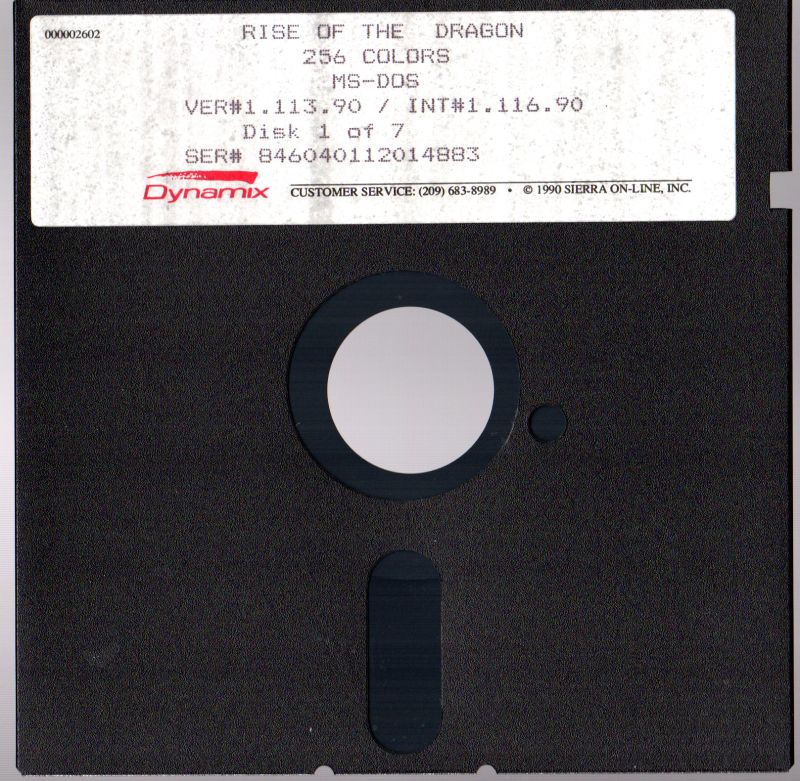 000002602
RISE OF THE DRAGON
256 COLORS
MS-DOS
VER#1.113.90 / INT#1.116.90
Disk 1 of 7
SER# 846040112014883
Dynamix
CUSTOMER SERVICE: (209) 683-8989 • © 1990 SIERRA ON-LINE, INC.